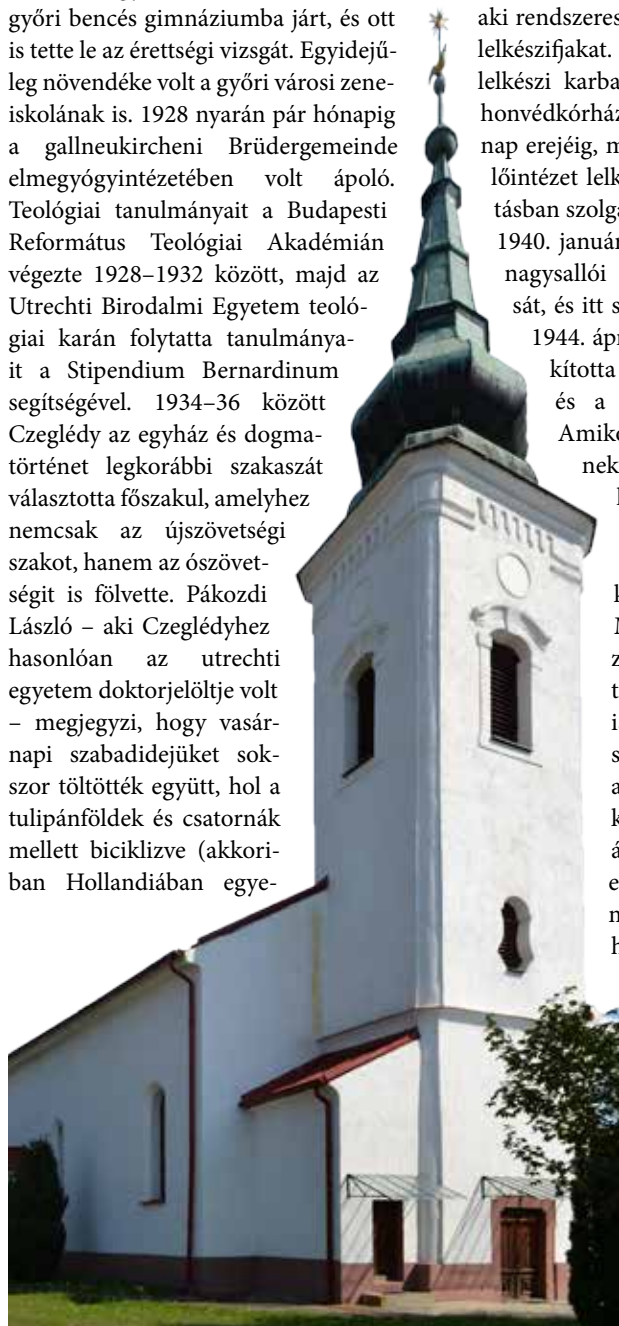 győri bencés gimnáziumba járt, és ott
is tette le az érettségi vizsgát. Egyidejű-
leg növendéke volt a győri városi zene-
iskolának is. 1928 nyarán pár hónapig
a gallneukircheni Brüdergemeinde
elmegyógyintézetében volt ápoló.
Teológiai tanulmányait a Budapesti
Református Teológiai Akadémián
végezte 1928–1932 között, majd az
Utrechti Birodalmi Egyetem teoló-
giai karán folytatta tanulmánya-
it a Stipendium Bernardinum
segítségével. 1934–36 között
Czeglédy az egyház és dogma-
történet legkorábbi szakaszát
választotta főszakul, amelyhez
nemcsak az újszövetségi
szakot, hanem az ószövet-
ségit is fölvette. Pákozdi
László – aki Czeglédyhez
hasonlóan az utrechti
egyetem doktorjelöltje volt
– megjegyzi, hogy vasár-
napi szabadidejüket sok-
szor töltötték együtt, hol a
tulipánföldek és csatornák
mellett biciklizve (akkori-
ban Hollandiában egye-
aki rendszeres
lelkészifjakat.
lelkészi karba
honvédkórház
nap erejéig, m
lőintézet lelk
tásban szolgá
1940. január
nagysallói
sát, és itt s
1944. ápr
kította
és a
Amik
nek
k
M
z
t
i
s
a
k
á
e
n
h